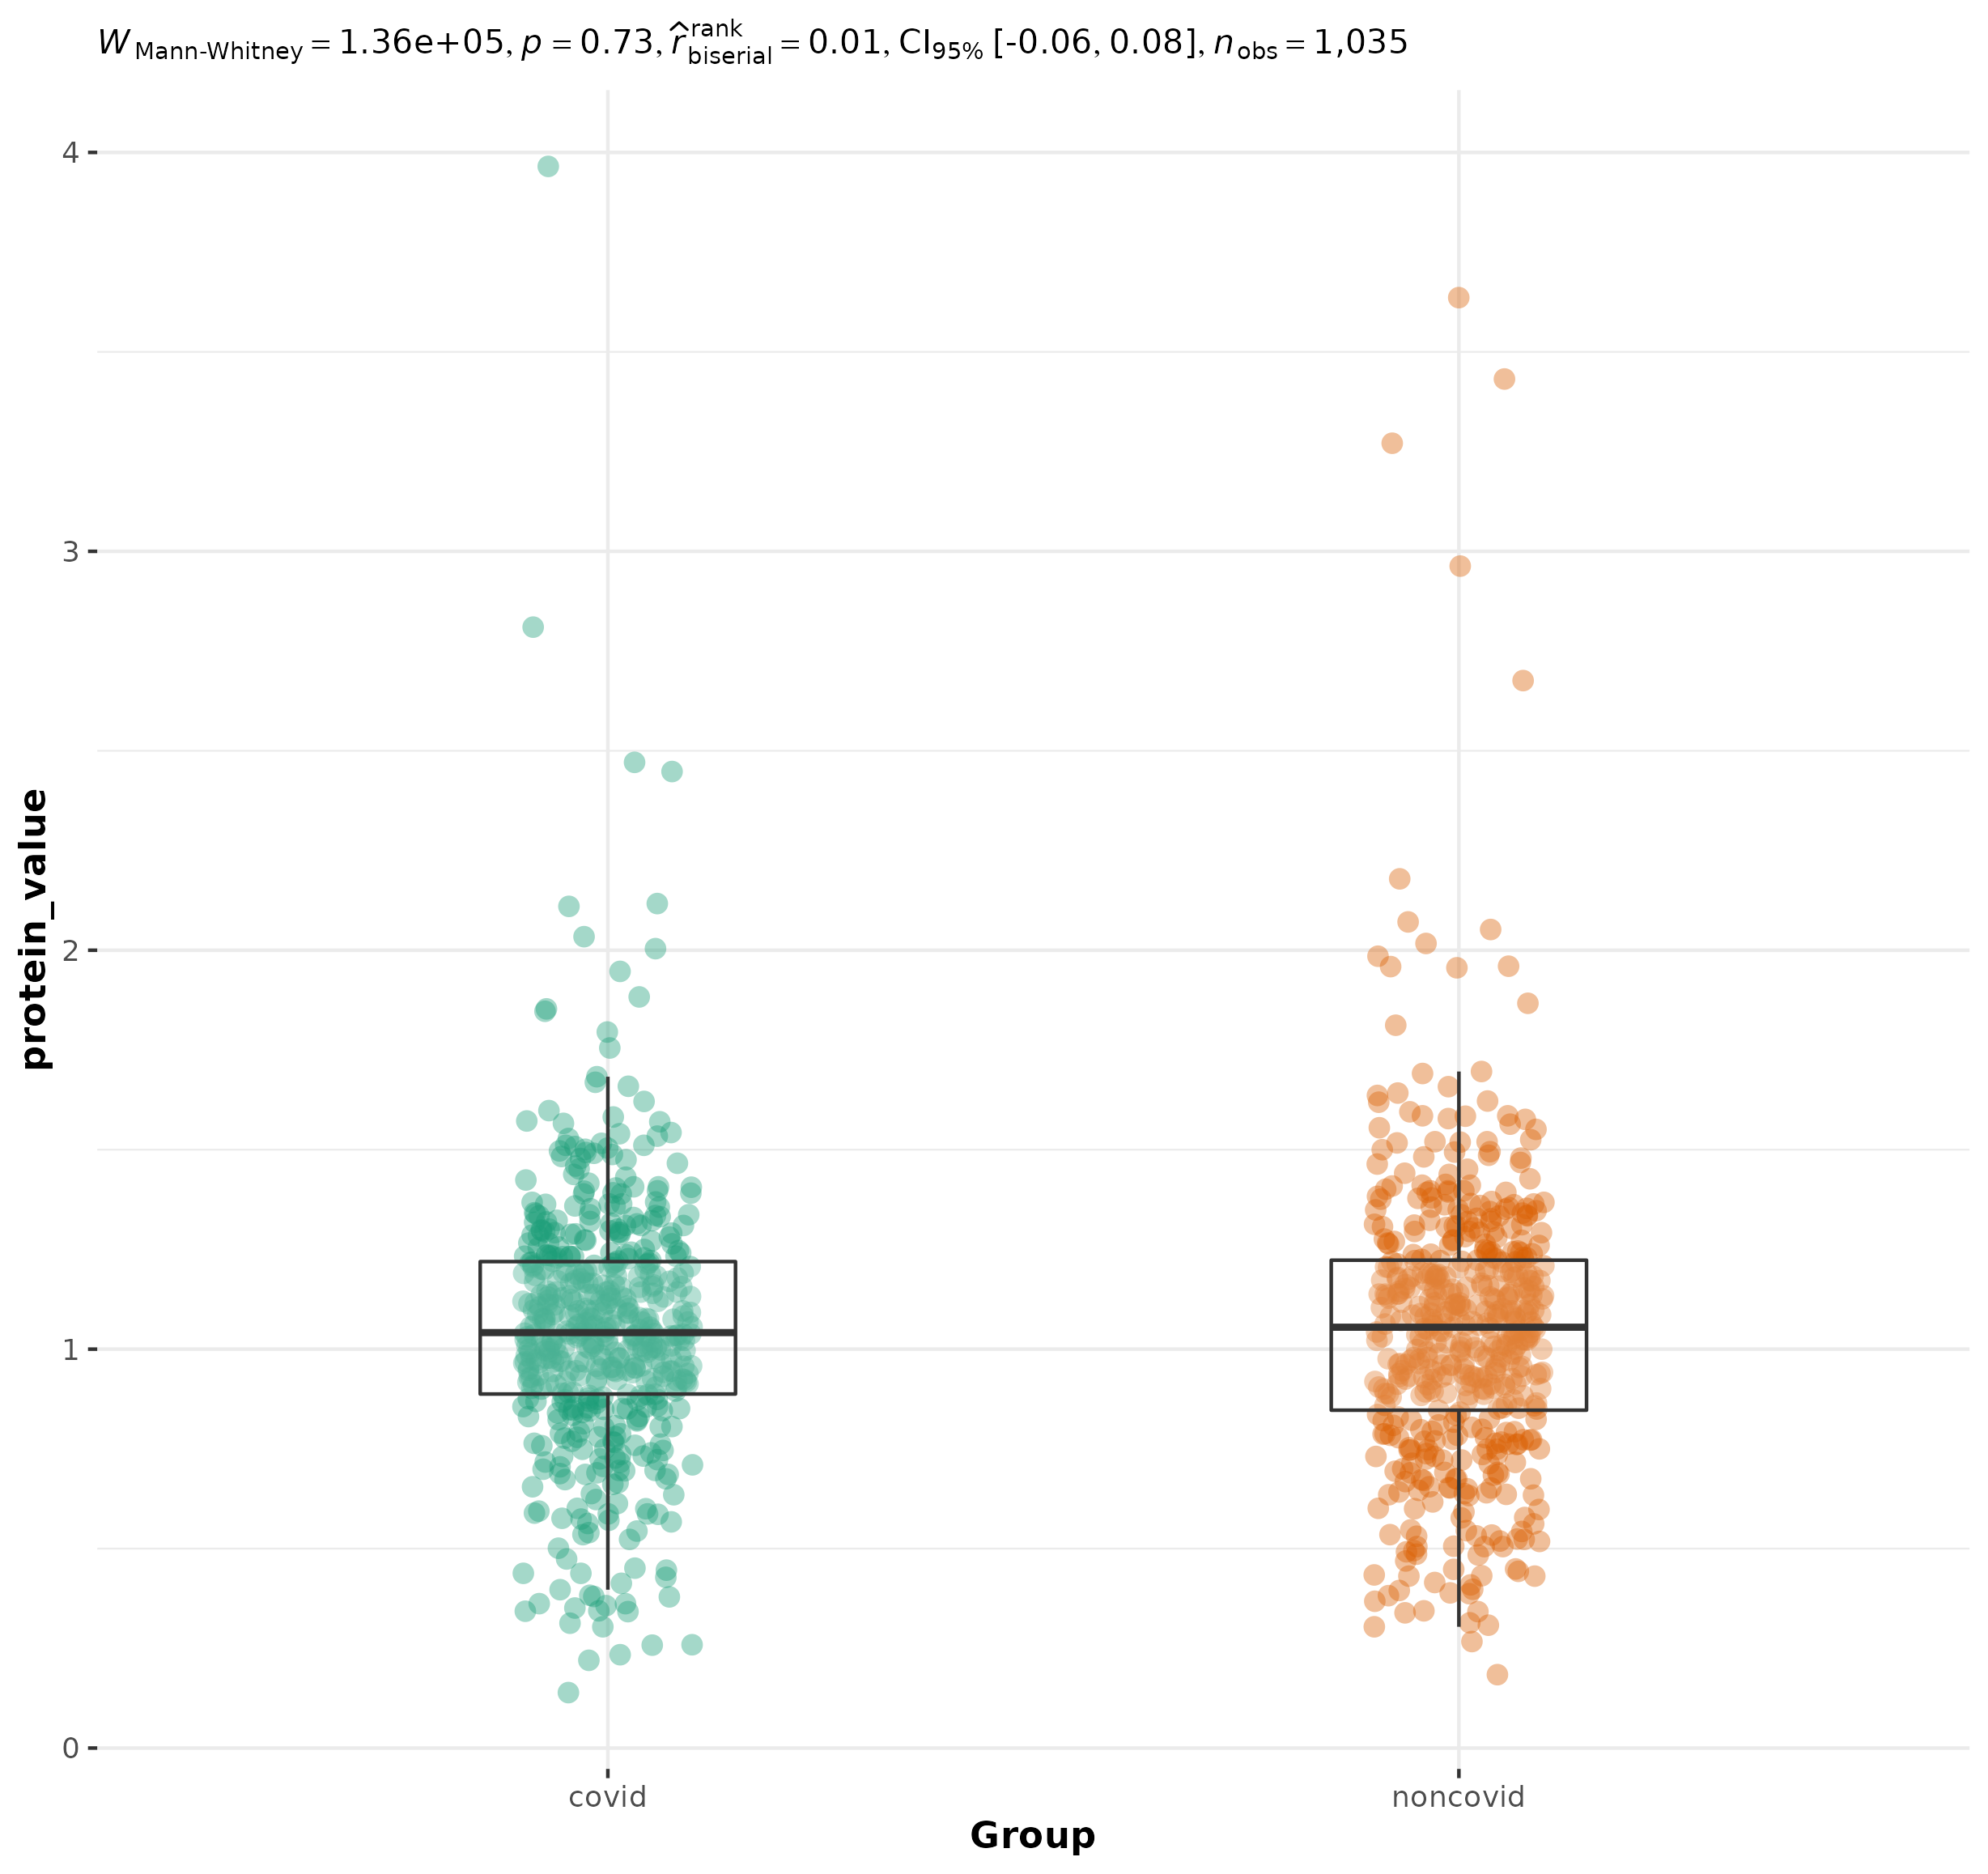 W Mann-Whitney = 1.36e+05, p = 0.73, r̂ rank biserial = 0.01, CI95% [-0.06, 0.08], nobs = 1,035
4
3
2
1
0
protein_value
covid noncovid
Group